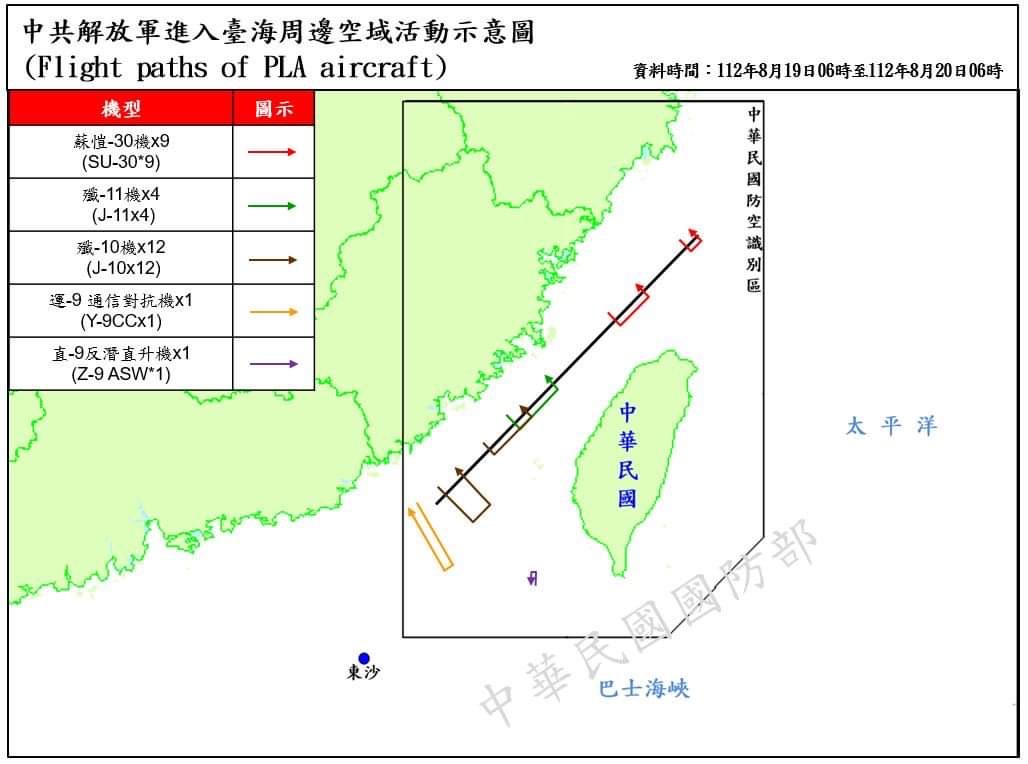 中共解放軍進入臺海周邊空域活動示意圖
(Flight paths of PLA aircraft)
資料時間：112年8月19日06時至112年8月20日06時
機型
圖示
蘇愷-30機x9
(SU-30*9)
殲-11機x4
(J-11x4)
殲-10機x12
(J-10x12)
運-9 通信對抗機x1
(Y-9CCx1)
直-9反潛直升機x1
(Z-9 ASW*1)
中華民國防空識別區
中華民國
太平洋
東沙
巴士海峽
中華民國國防部